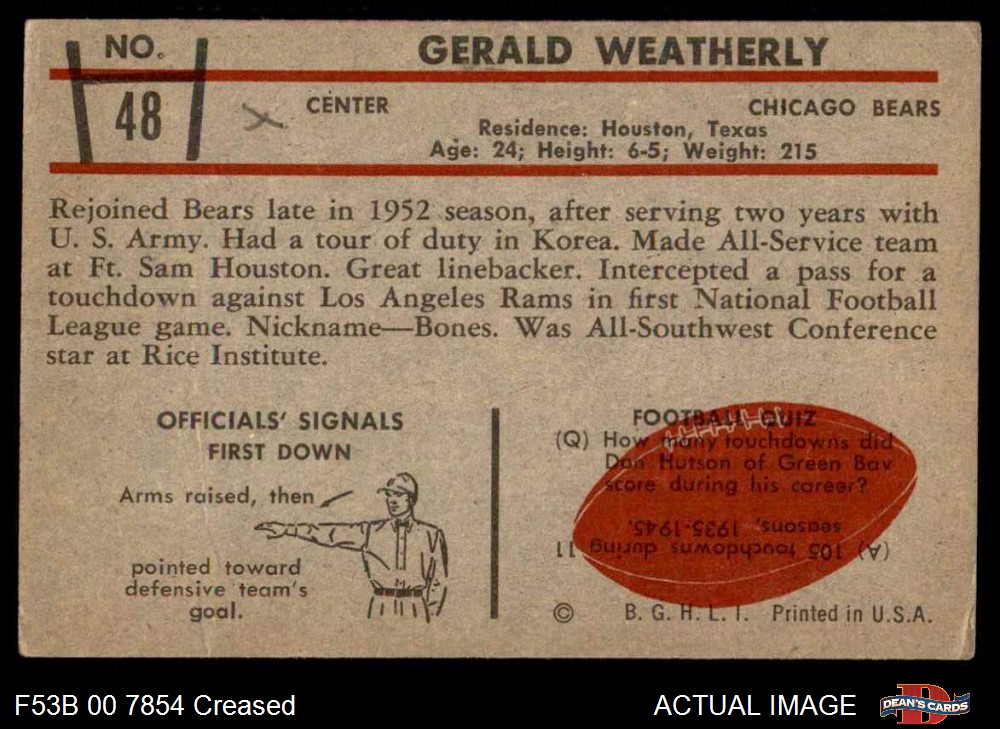 NO.
48
GERALD WEATHERLY
CENTER
CHICAGO BEARS
Residence: Houston, Texas
Age: 24; Height: 6-5; Weight: 215
Rejoined Bears late in 1952 season, after serving two years with
U. S. Army. Had a tour of duty in Korea. Made All-Service team
at Ft. Sam Houston. Great linebacker. Intercepted a pass for a
touchdown against Los Angeles Rams in first National Football
League game. Nickname—Bones. Was All-Southwest Conference
star at Rice Institute.
OFFICIALS' SIGNALS
FIRST DOWN
Arms raised, then
pointed toward
defensive team's
goal.
FOOTBALL QUIZ
(Q) How many touchdowns did
Don Hutson of Green Bay
score during his career?
(A) 105 touchdowns during 11
seasons, 1935-1945.
© B. G. H. L. I. Printed in U.S.A.
F53B 00 7854 Creased
ACTUAL IMAGE
DEAN'S CARDS